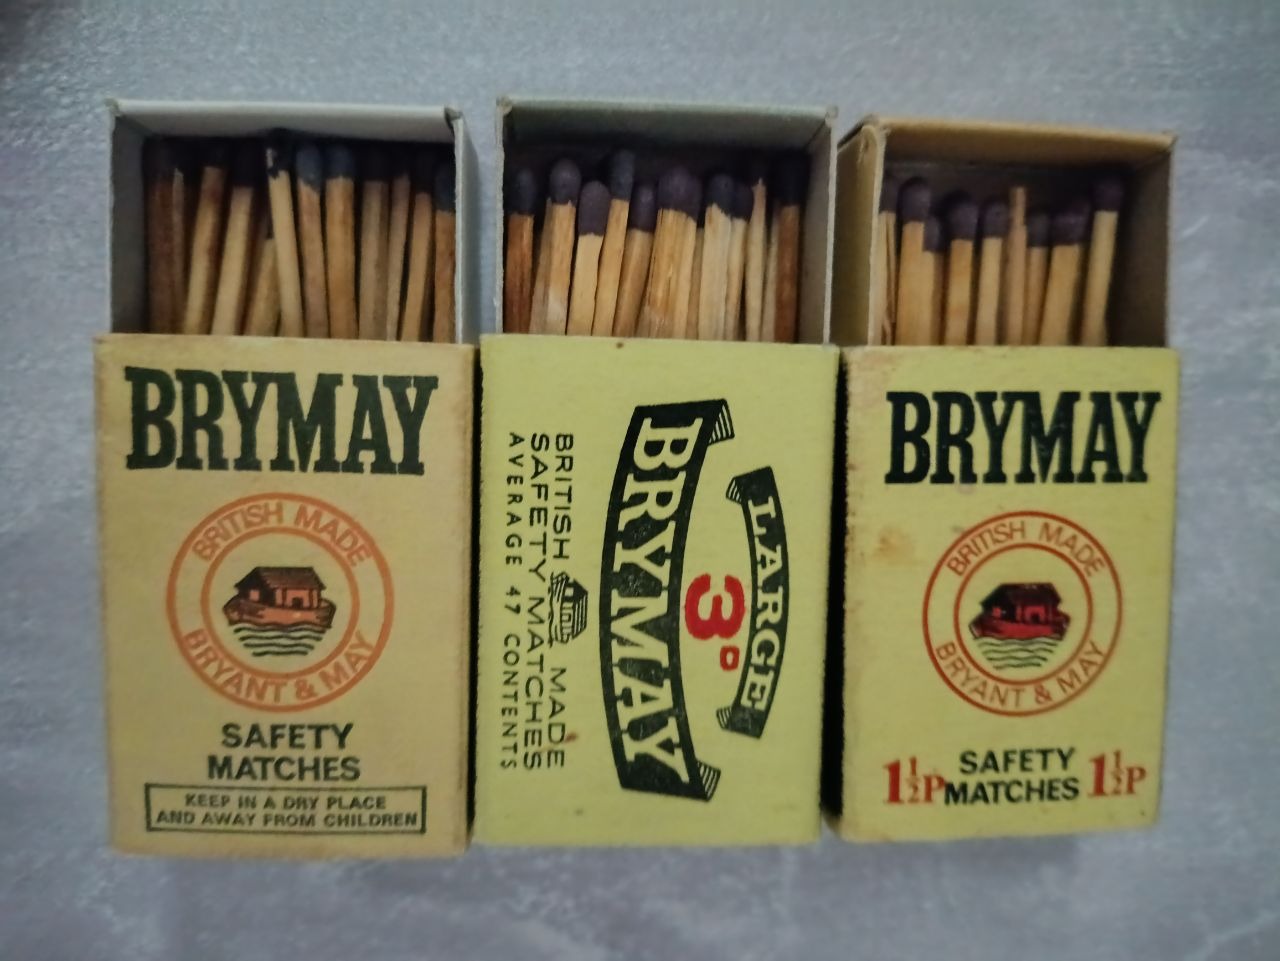 BRYMAY
BRITISH MADE
BRYANT & MAY
SAFETY
MATCHES
KEEP IN A DRY PLACE
AND AWAY FROM CHILDREN
LARGE
3D
BRYMAY
BRITISH MADE
SAFETY MATCHES
AVERAGE 47 CONTENTS
BRYMAY
BRITISH MADE
BRYANT & MAY
1½P SAFETY 1½P
MATCHES